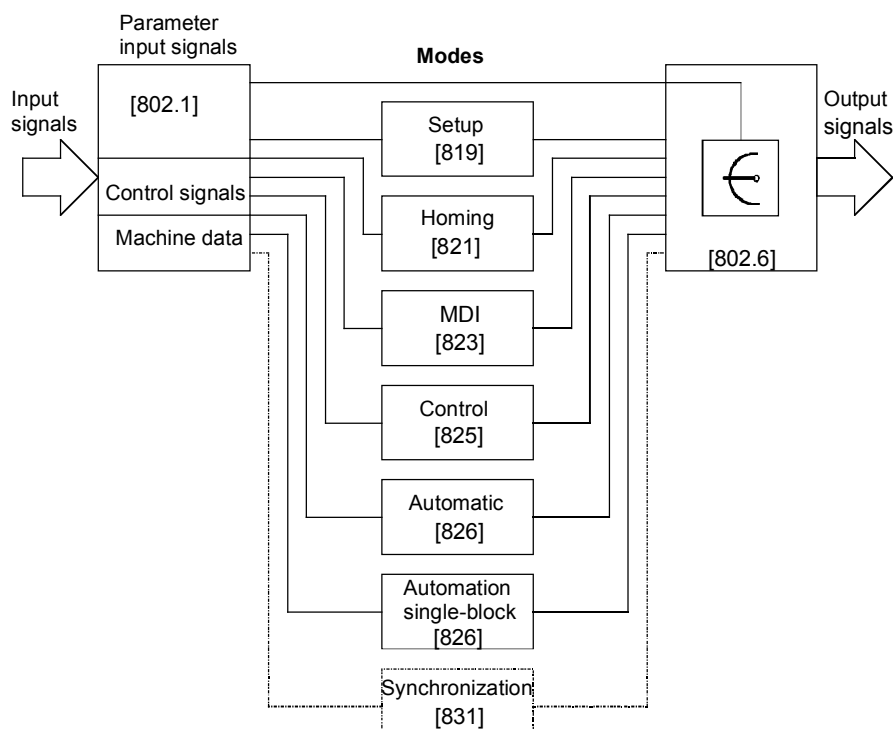 Parameter
input signals
Modes
Input
signals
[802.1]
Control signals
Machine data
Setup
[819]
Homing
[821]
MDI
[823]
Control
[825]
Automatic
[826]
Automation
single-block
[826]
Synchronization
[831]
[802.6]
Output
signals